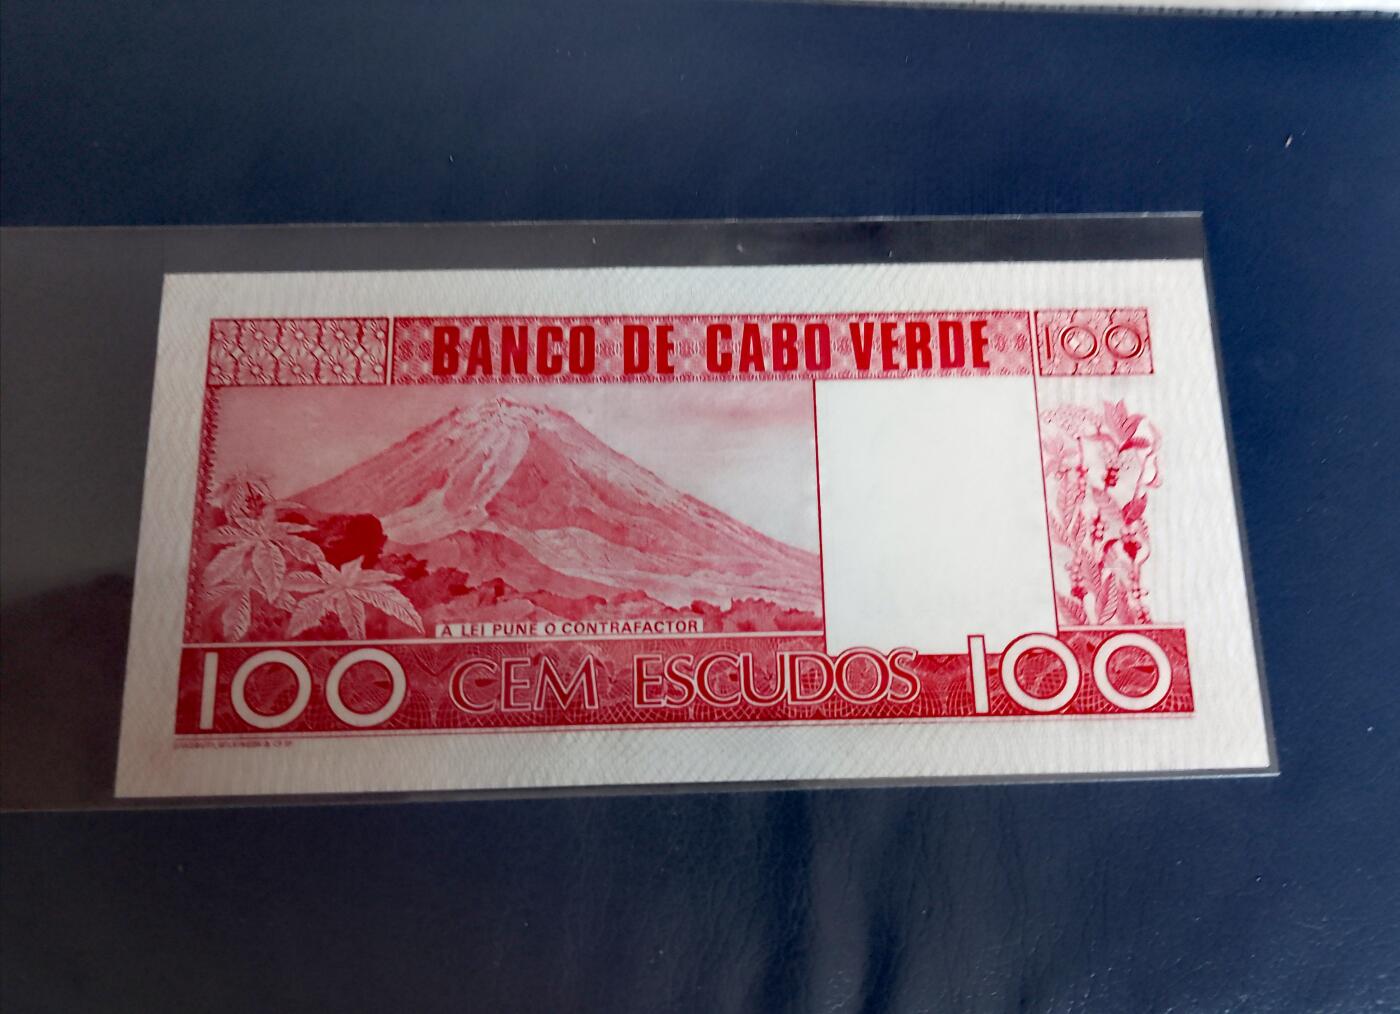 BANCO DE CABO VERDE
100
A LEI PUNE O CONTRAFACTOR
100 CEM ESCUDOS 100